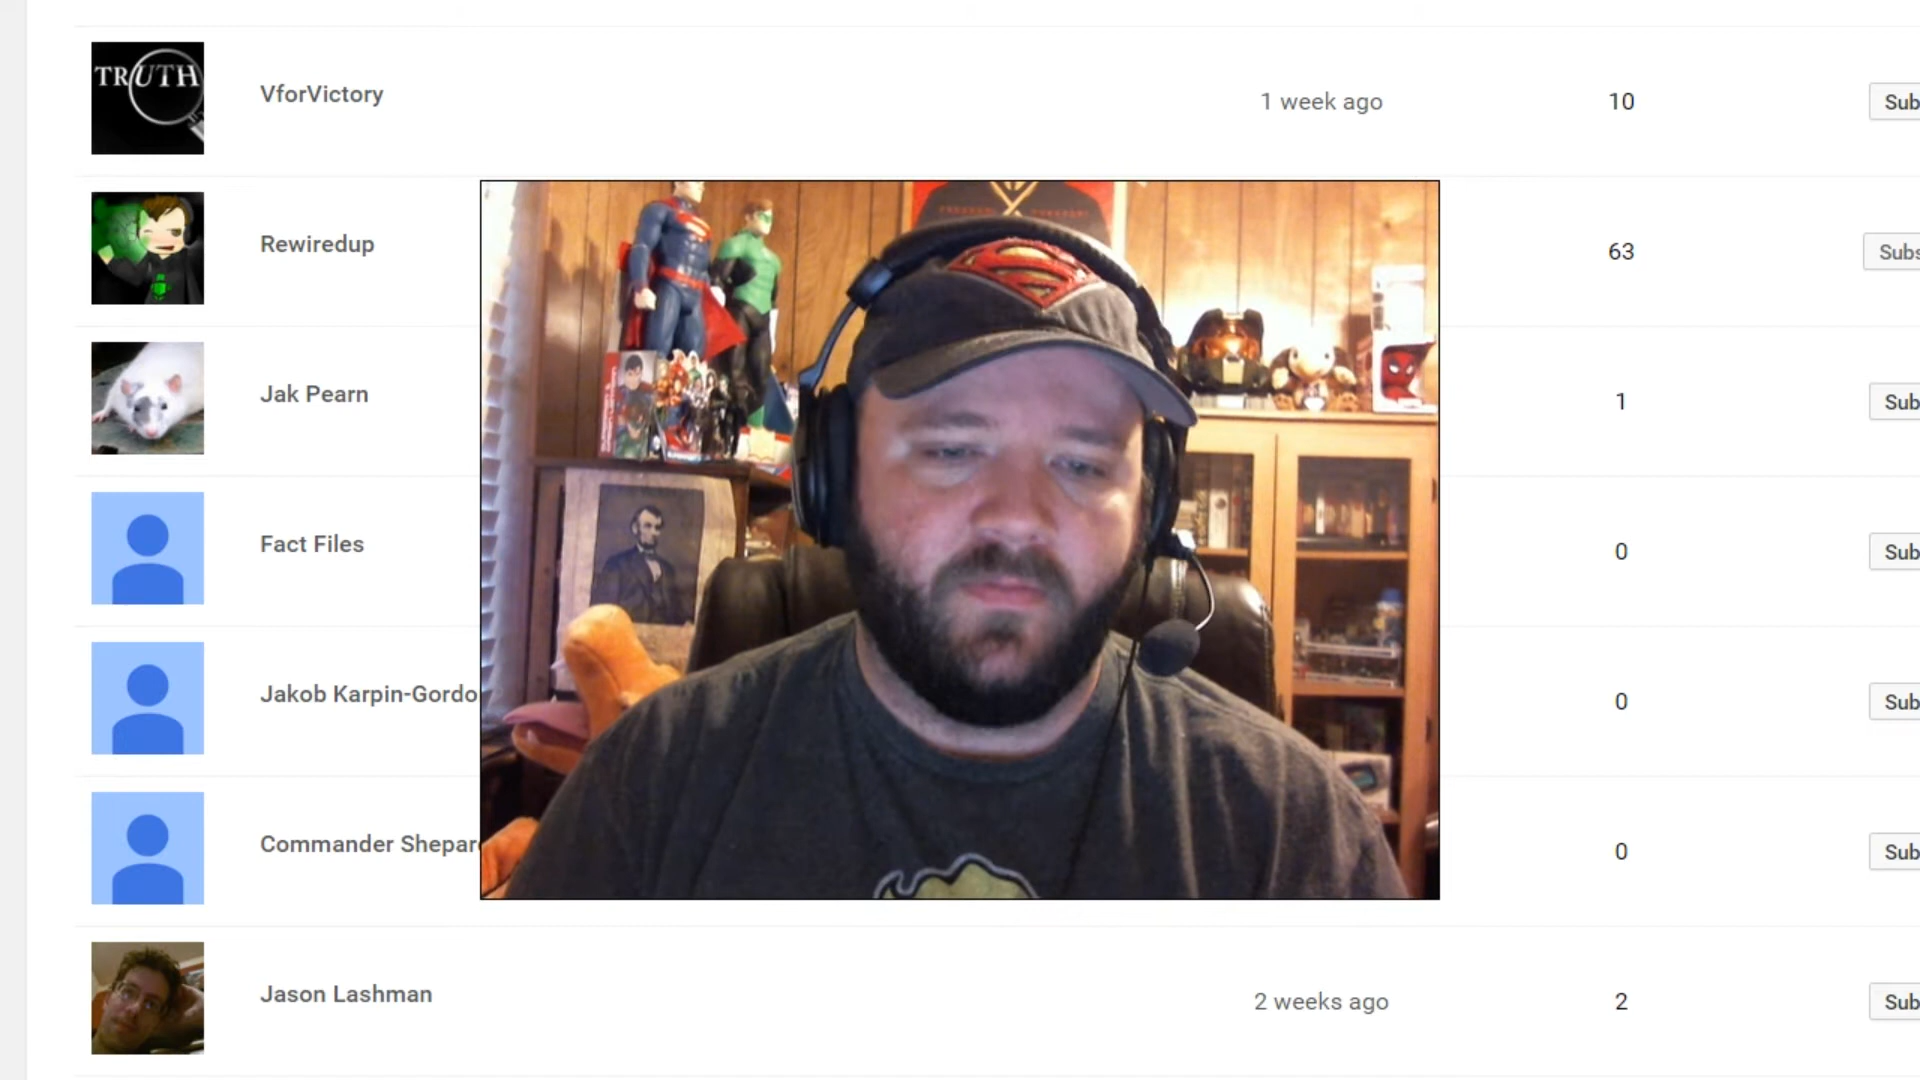 TRUTH
VforVictory
1 week ago
10
Sub
Rewiredup
63
Subs
Jak Pearn
1
Sub
Fact Files
0
Sub
Jakob Karpin-Gordo
0
Sub
Commander Shepar
0
Sub
Jason Lashman
2 weeks ago
2
Sub